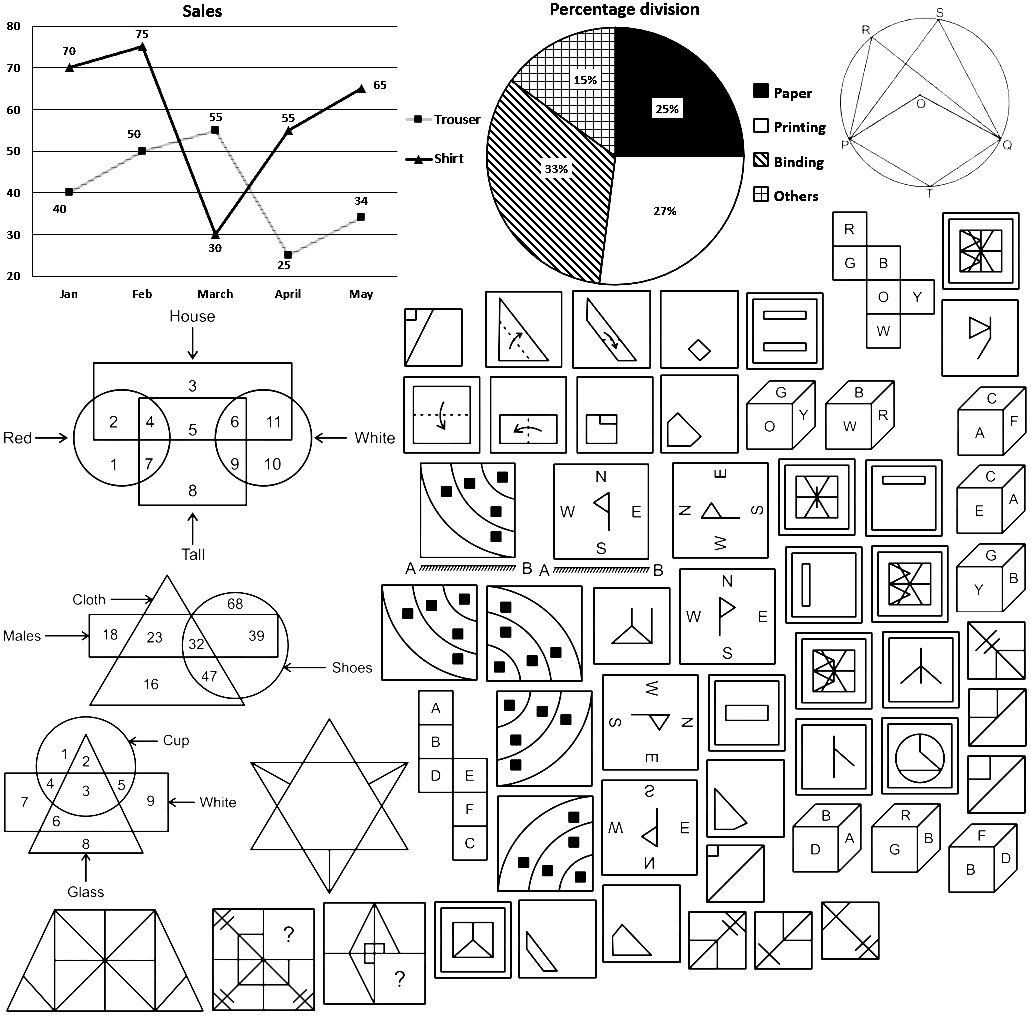 Sales
80
70
60
50
40
30
20
70
75
30
55
65
40
50
55
25
34
Jan Feb March April May
Trouser
Shirt
Percentage division
15%
25%
33%
27%
Paper
Printing
Binding
Others
S
R
O
P
Q
T
R
G B
O Y
W
House
3
2 4 5 6 11
Red
White
1 7 9 10
8
Tall
G
O Y
B
W R
C
A F
C
E A
G
Y B
N
W E
S
E
N S
W
A B
A B
N
W E
S
Cloth
68
Males
18 23 32 39
Shoes
47
16
W
S N
E
A
B
D E
F
C
Cup
1 2
4 3 5
7 9
White
6
8
Glass
S
W E
N
B
D A
R
G B
F
B D
?
?